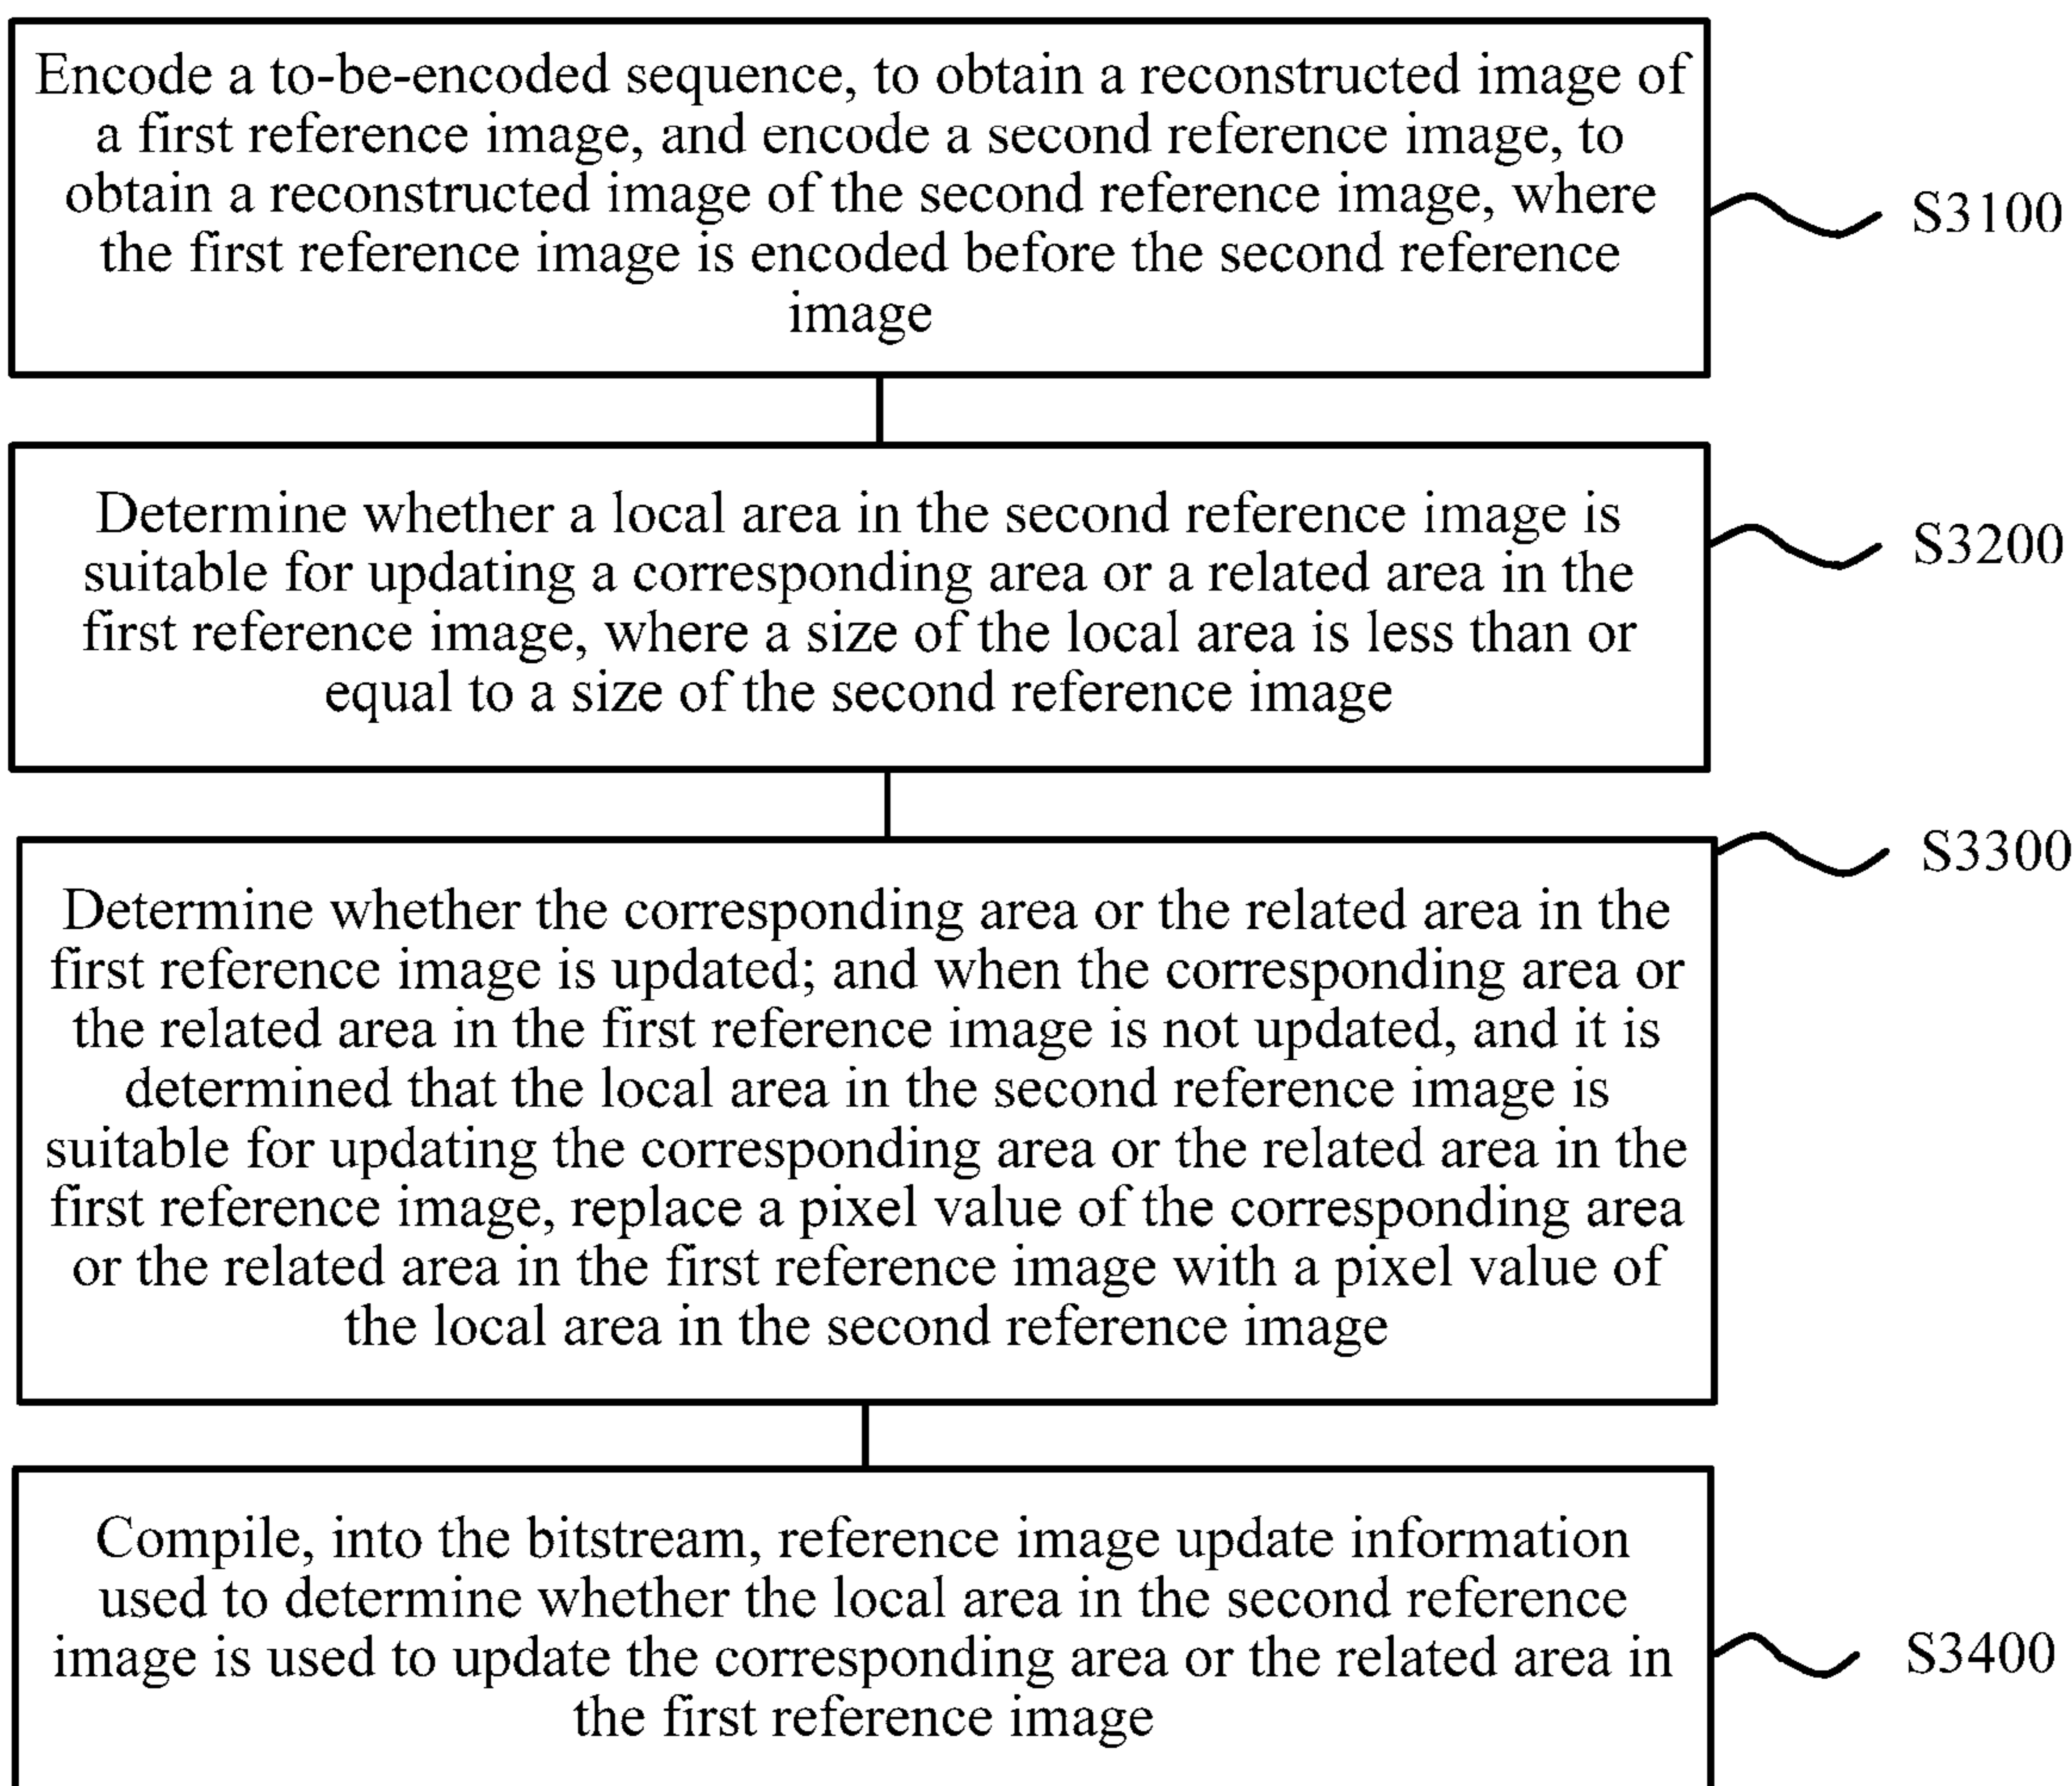 Encode a to-be-encoded sequence, to obtain a reconstructed image of
a first reference image, and encode a second reference image, to
obtain a reconstructed image of the second reference image, where
the first reference image is encoded before the second reference
image
S3100
Determine whether a local area in the second reference image is
suitable for updating a corresponding area or a related area in the
first reference image, where a size of the local area is less than or
equal to a size of the second reference image
S3200
Determine whether the corresponding area or the related area in the
first reference image is updated; and when the corresponding area or
the related area in the first reference image is not updated, and it is
determined that the local area in the second reference image is
suitable for updating the corresponding area or the related area in the
first reference image, replace a pixel value of the corresponding area
or the related area in the first reference image with a pixel value of
the local area in the second reference image
S3300
Compile, into the bitstream, reference image update information
used to determine whether the local area in the second reference
image is used to update the corresponding area or the related area in
the first reference image
S3400